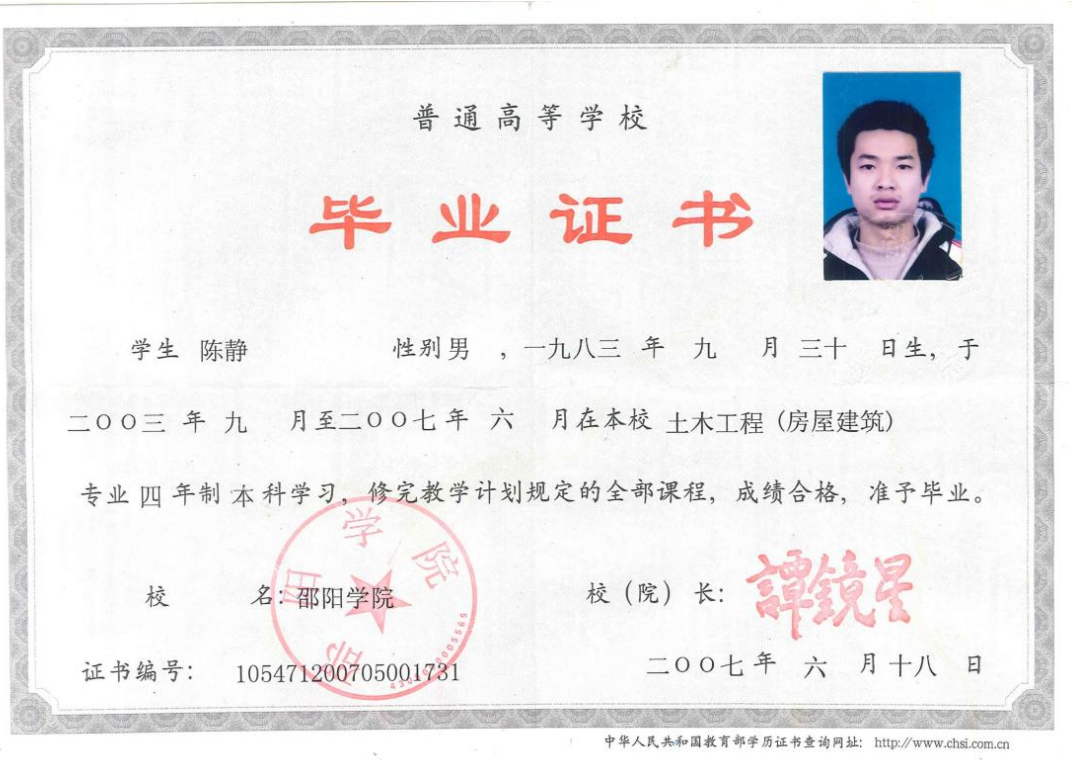 普通高等学校
毕业证书
学生 陈静 性别男 ，一九八三 年 九 月 三十 日生，于
二〇〇三 年 九 月至二〇〇七年 六 月在本校 土木工程（房屋建筑）
专业 四 年制 本 科学习，修完教学计划规定的全部课程，成绩合格，准予毕业。
校 名：邵阳学院 校（院）长： 譚鏡星
证书编号： 105471200705001731 二〇〇七 年 六 月 十八 日
中华人民共和国教育部学历证书查询网址： http://www.chsi.com.cn